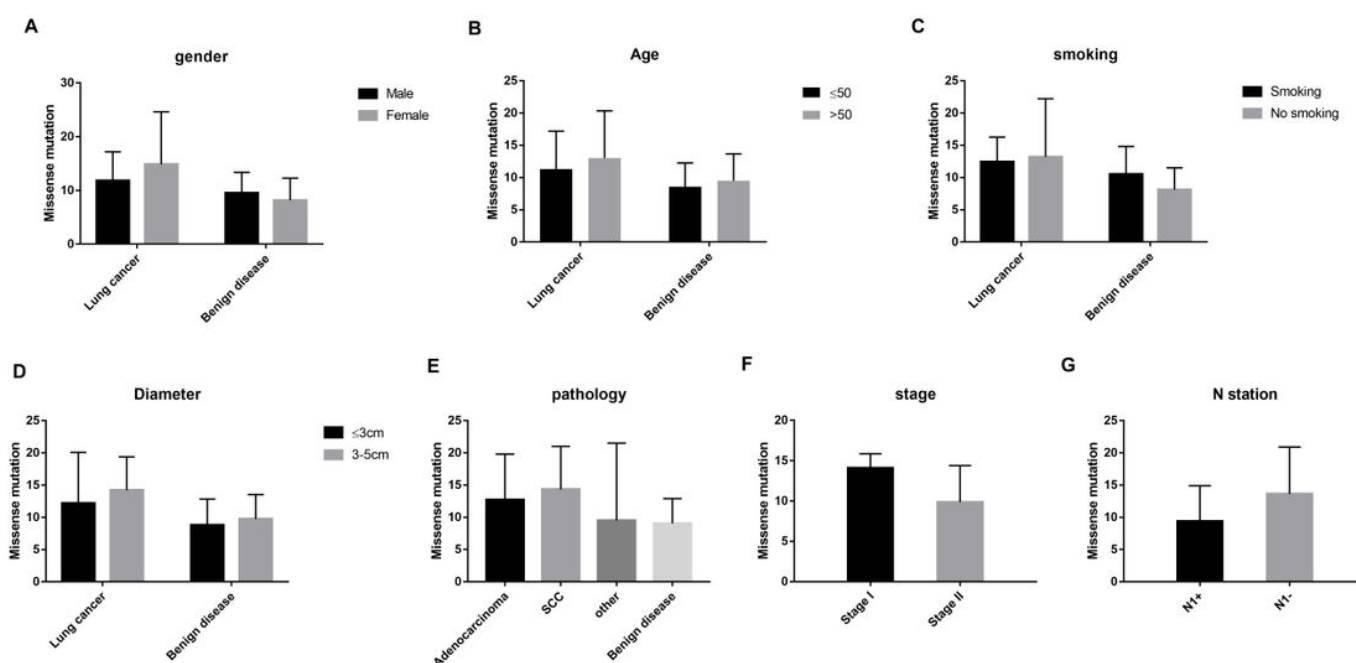 A
gender
Missense mutation
30
20
10
0
Lung cancer
Benign disease
Male
Female
B
Age
Missense mutation
25
20
15
10
5
0
Lung cancer
Benign disease
≤50
>50
C
smoking
Missense mutation
25
20
15
10
5
0
Lung cancer
Benign disease
Smoking
No smoking
D
Diameter
Missense mutation
25
20
15
10
5
0
Lung cancer
Benign disease
≤3cm
3-5cm
E
pathology
Missense mutation
25
20
15
10
5
0
Adenocarcinoma
SCC
other
Benign disease
F
stage
Missense mutation
20
15
10
5
0
Stage I
Stage II
G
N station
Missense mutation
25
20
15
10
5
0
N1+
N1-